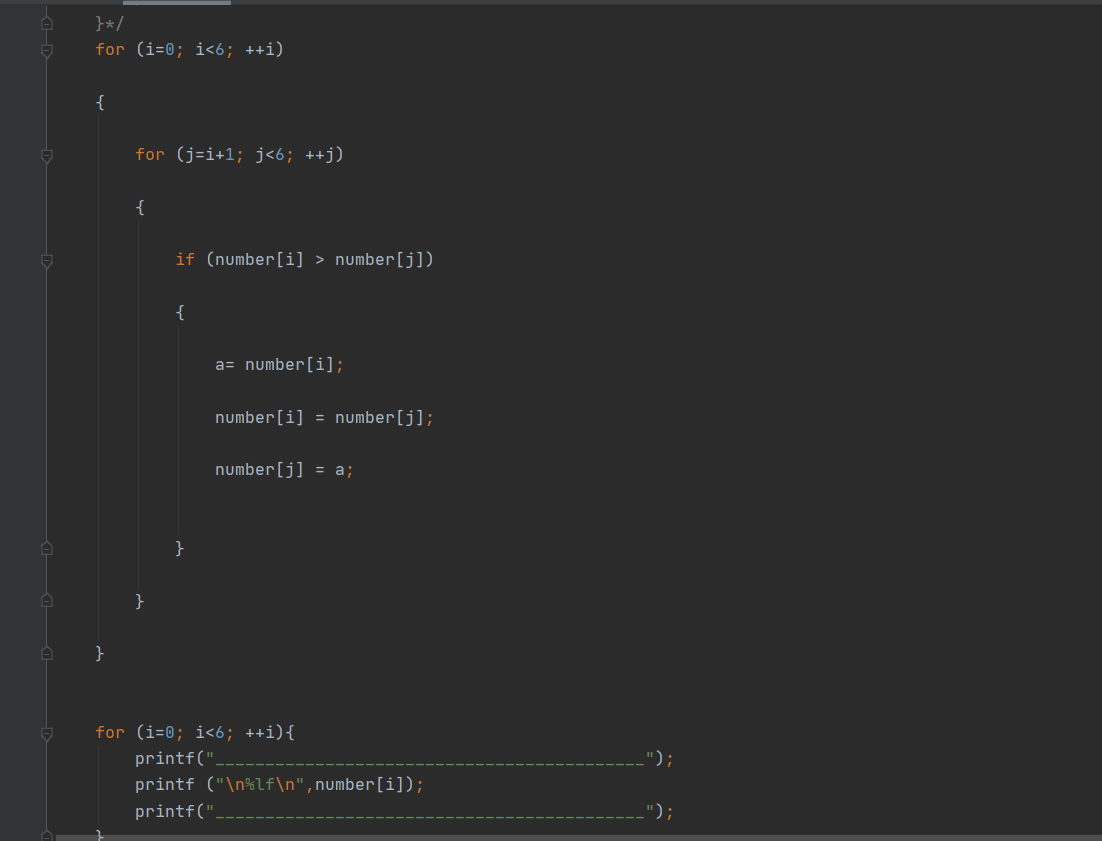 }*/
for (i=0; i<6; ++i)
{
for (j=i+1; j<6; ++j)
{
if (number[i] > number[j])
{
a= number[i];
number[i] = number[j];
number[j] = a;
}
}
}
for (i=0; i<6; ++i){
printf("___________________________________________");
printf ("\n%lf\n",number[i]);
printf("___________________________________________");
}